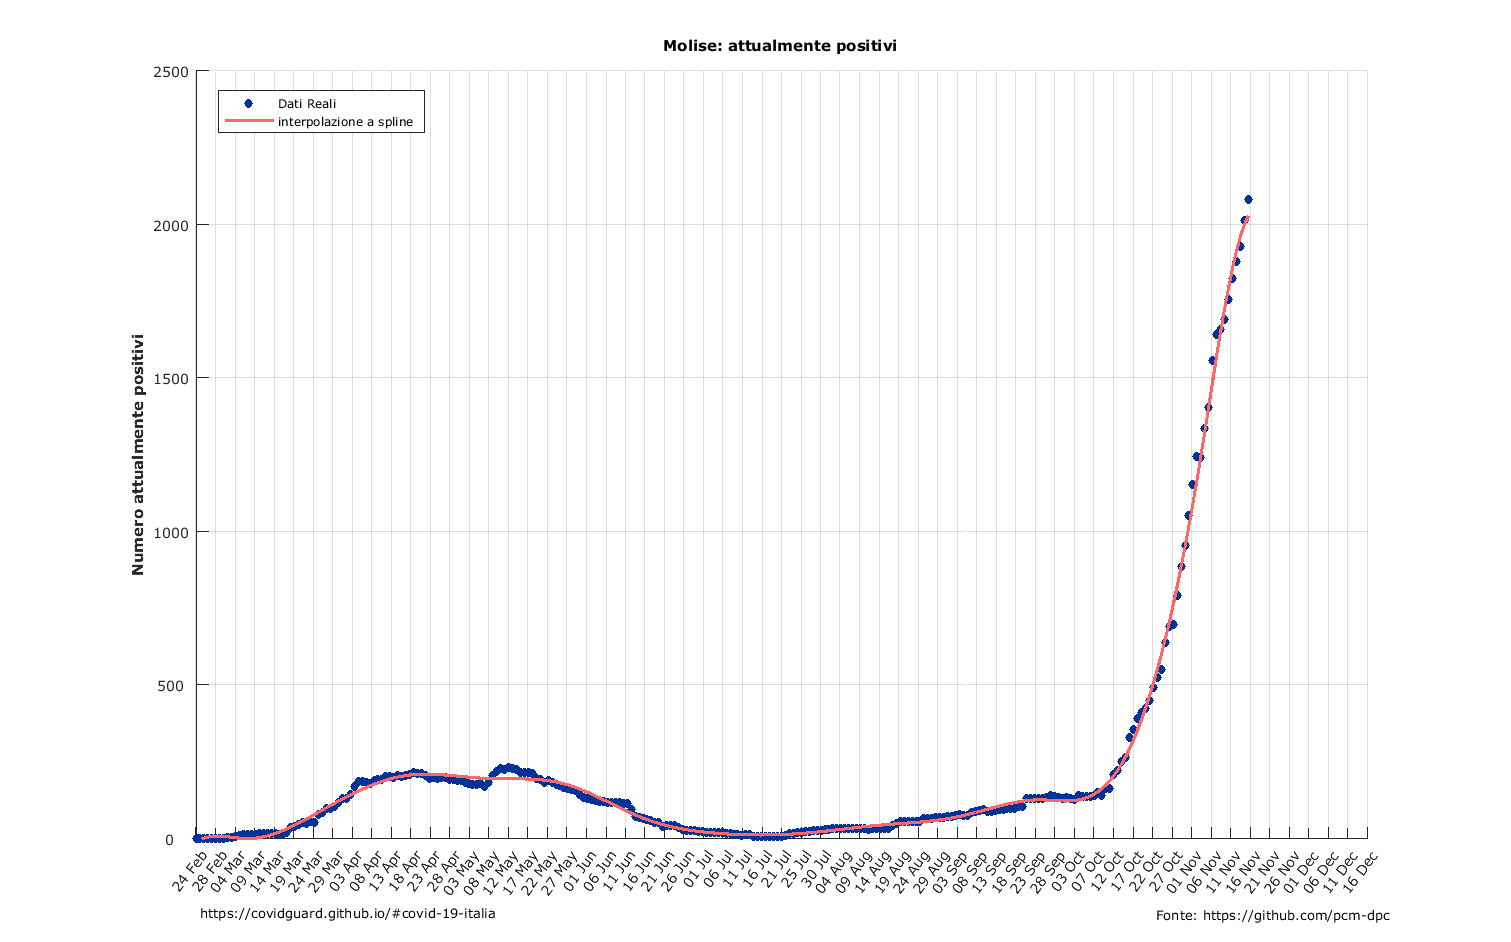 Molise: attualmente positivi
Numero attualmente positivi
2500
2000
1500
1000
500
0
Dati Reali
interpolazione a spline
24 Feb
28 Feb
04 Mar
09 Mar
14 Mar
19 Mar
24 Mar
29 Mar
03 Apr
08 Apr
13 Apr
18 Apr
23 Apr
28 Apr
03 May
08 May
12 May
17 May
22 May
27 May
01 Jun
06 Jun
11 Jun
16 Jun
21 Jun
26 Jun
01 Jul
06 Jul
11 Jul
16 Jul
21 Jul
25 Jul
30 Jul
04 Aug
09 Aug
14 Aug
19 Aug
24 Aug
29 Aug
03 Sep
08 Sep
13 Sep
18 Sep
23 Sep
28 Sep
03 Oct
07 Oct
12 Oct
17 Oct
22 Oct
27 Oct
01 Nov
06 Nov
11 Nov
16 Nov
21 Nov
26 Nov
01 Dec
06 Dec
11 Dec
16 Dec
https://covidguard.github.io/#covid-19-italia
Fonte: https://github.com/pcm-dpc